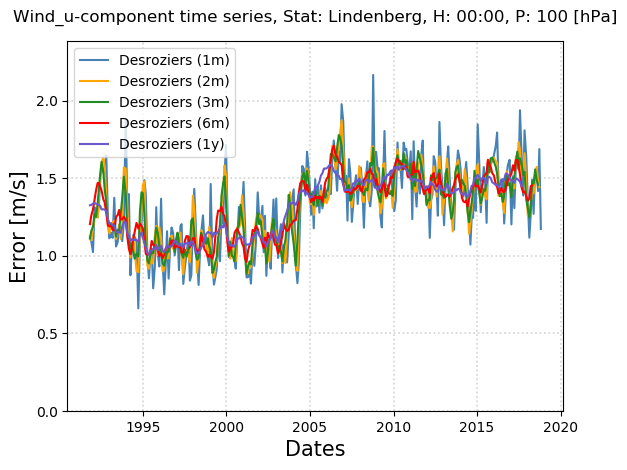 Wind_u-component time series, Stat: Lindenberg, H: 00:00, P: 100 [hPa]
Desroziers (1m)
Desroziers (2m)
Desroziers (3m)
Desroziers (6m)
Desroziers (1y)
Error [m/s]
2.0
1.5
1.0
0.5
0.0
1995 2000 2005 2010 2015 2020
Dates